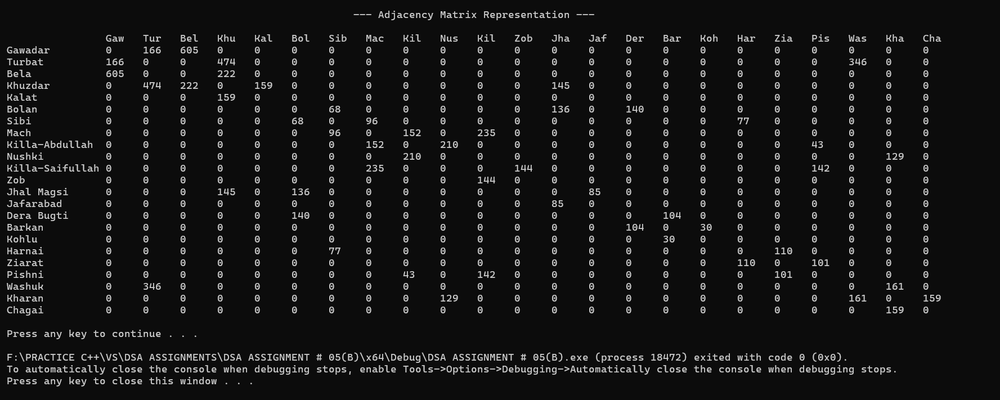 --- Adjacency Matrix Representation ---
Gaw Tur Bel Khu Kal Bol Sib Mac Kil Nus Kil Zob Jha Jaf Der Bar Koh Har Zia Pis Was Kha Cha
Gawadar 0 166 605 0 0 0 0 0 0 0 0 0 0 0 0 0 0 0 0 0 0 0 0
Turbat 166 0 0 474 0 0 0 0 0 0 0 0 0 0 0 0 0 0 0 0 346 0 0
Bela 605 0 0 222 0 0 0 0 0 0 0 0 0 0 0 0 0 0 0 0 0 0 0
Khuzdar 0 474 222 0 159 0 0 0 0 0 0 0 145 0 0 0 0 0 0 0 0 0 0
Kalat 0 0 0 159 0 0 0 0 0 0 0 0 0 0 0 0 0 0 0 0 0 0 0
Bolan 0 0 0 0 0 0 68 0 0 0 0 0 136 0 140 0 0 0 0 0 0 0 0
Sibi 0 0 0 0 0 68 0 96 0 0 0 0 0 0 0 0 0 77 0 0 0 0 0
Mach 0 0 0 0 0 0 96 0 152 0 235 0 0 0 0 0 0 0 0 0 0 0 0
Killa-Abdullah 0 0 0 0 0 0 0 152 0 210 0 0 0 0 0 0 0 0 0 43 0 0 0
Nushki 0 0 0 0 0 0 0 0 210 0 0 0 0 0 0 0 0 0 0 0 0 129 0
Killa-Saifullah 0 0 0 0 0 0 0 235 0 0 0 144 0 0 0 0 0 0 0 142 0 0 0
Zob 0 0 0 0 0 0 0 0 0 0 144 0 0 0 0 0 0 0 0 0 0 0 0
Jhal Magsi 0 0 0 145 0 136 0 0 0 0 0 0 0 85 0 0 0 0 0 0 0 0 0
Jafarabad 0 0 0 0 0 0 0 0 0 0 0 0 85 0 0 0 0 0 0 0 0 0 0
Dera Bugti 0 0 0 0 0 140 0 0 0 0 0 0 0 0 0 104 0 0 0 0 0 0 0
Barkan 0 0 0 0 0 0 0 0 0 0 0 0 0 0 104 0 30 0 0 0 0 0 0
Kohlu 0 0 0 0 0 0 0 0 0 0 0 0 0 0 0 30 0 0 0 0 0 0 0
Harnai 0 0 0 0 0 0 77 0 0 0 0 0 0 0 0 0 0 0 110 0 0 0 0
Ziarat 0 0 0 0 0 0 0 0 0 0 0 0 0 0 0 0 0 110 0 101 0 0 0
Pishni 0 0 0 0 0 0 0 0 43 0 142 0 0 0 0 0 0 0 101 0 0 0 0
Washuk 0 346 0 0 0 0 0 0 0 0 0 0 0 0 0 0 0 0 0 0 0 161 0
Kharan 0 0 0 0 0 0 0 0 0 129 0 0 0 0 0 0 0 0 0 0 161 0 159
Chagai 0 0 0 0 0 0 0 0 0 0 0 0 0 0 0 0 0 0 0 0 0 159 0
Press any key to continue . . .
F:\PRACTICE C++\VS\DSA ASSIGNMENTS\DSA ASSIGNMENT # 05(B)\x64\Debug\DSA ASSIGNMENT # 05(B).exe (process 18472) exited with code 0 (0x0).
To automatically close the console when debugging stops, enable Tools->Options->Debugging->Automatically close the console when debugging stops.
Press any key to close this window . . .